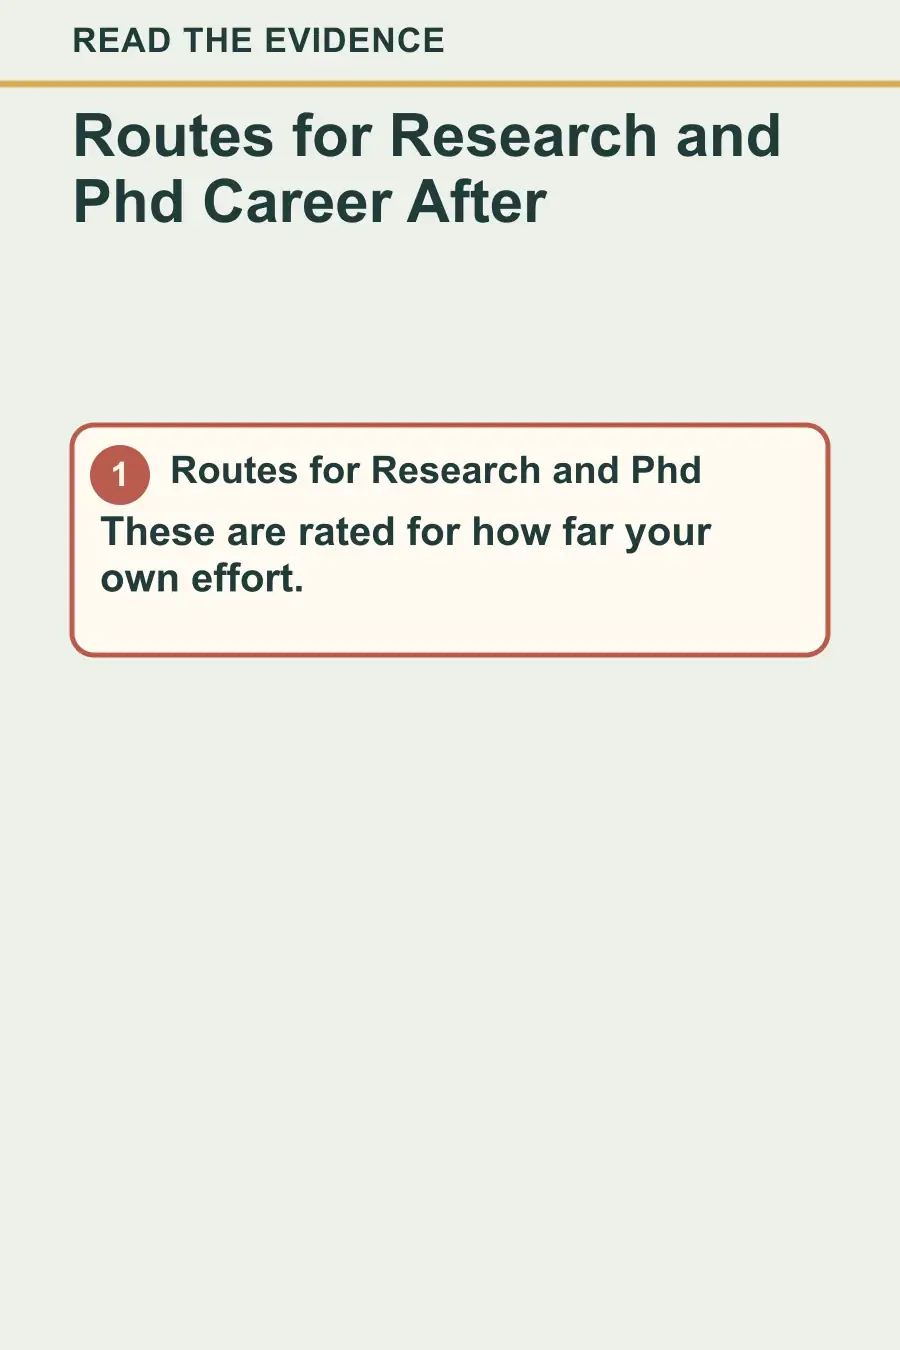 READ THE EVIDENCE
Routes for Research and
Phd Career After
1 Routes for Research and Phd
These are rated for how far your
own effort.